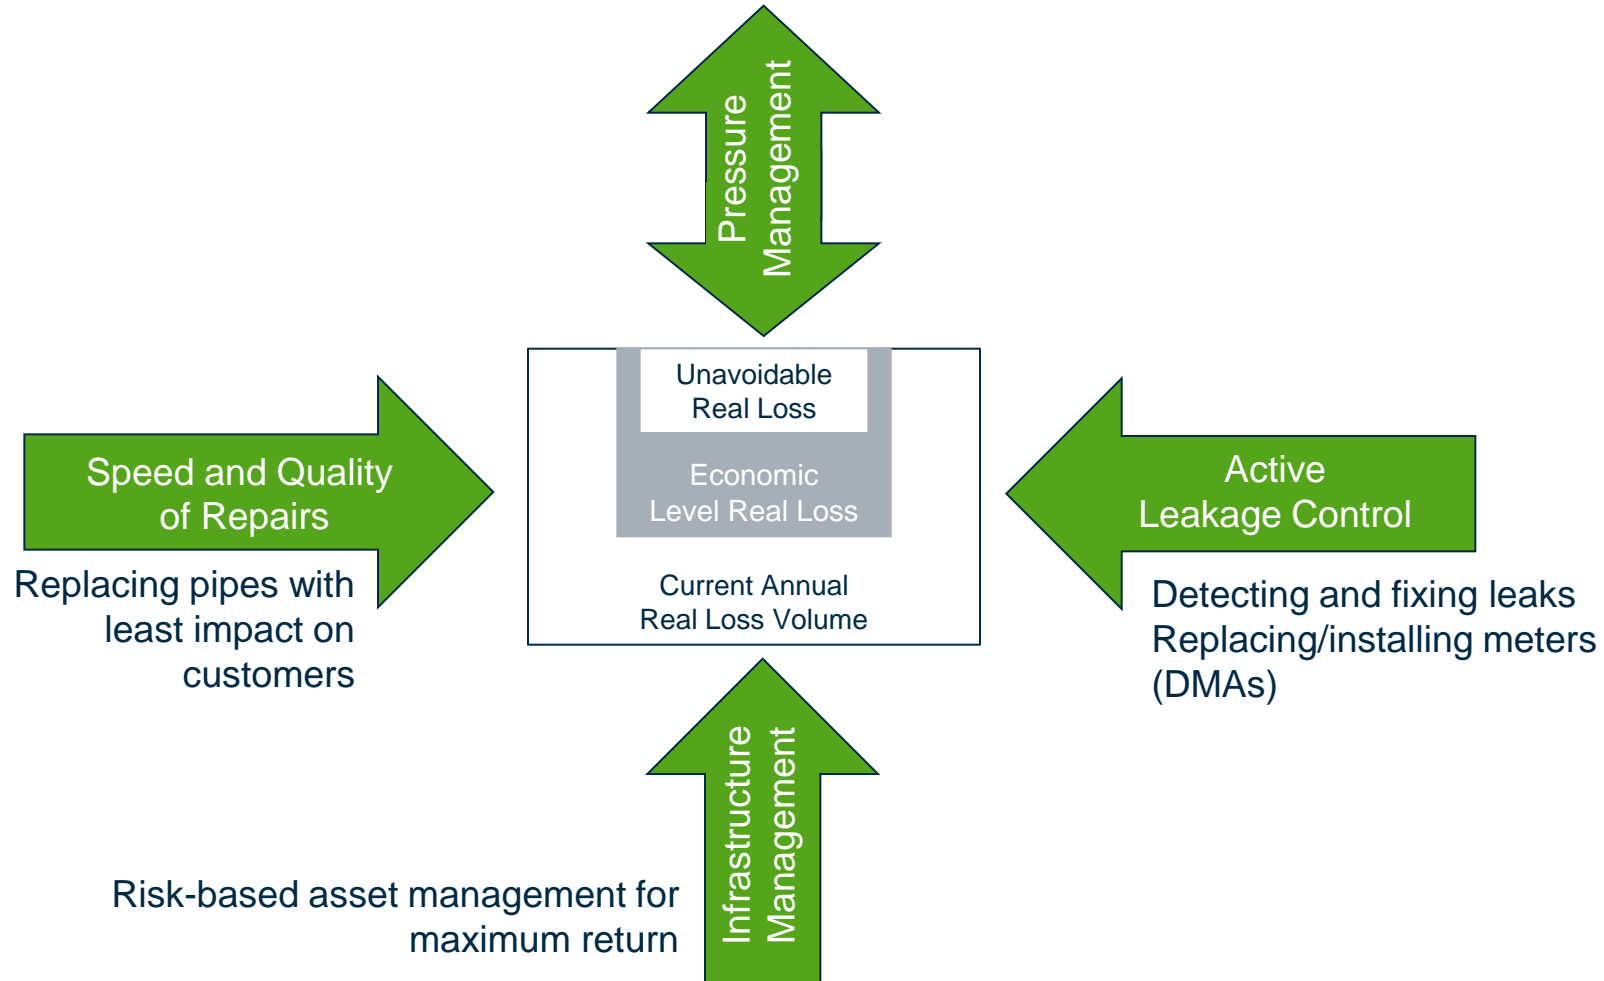 Pressure
Management
Unavoidable
Real Loss
Economic
Level Real Loss
Current Annual
Real Loss Volume
Speed and Quality
of Repairs
Replacing pipes with
least impact on
customers
Active
Leakage Control
Detecting and fixing leaks
Replacing/installing meters
(DMAs)
Infrastructure
Management
Risk-based asset management for
maximum return